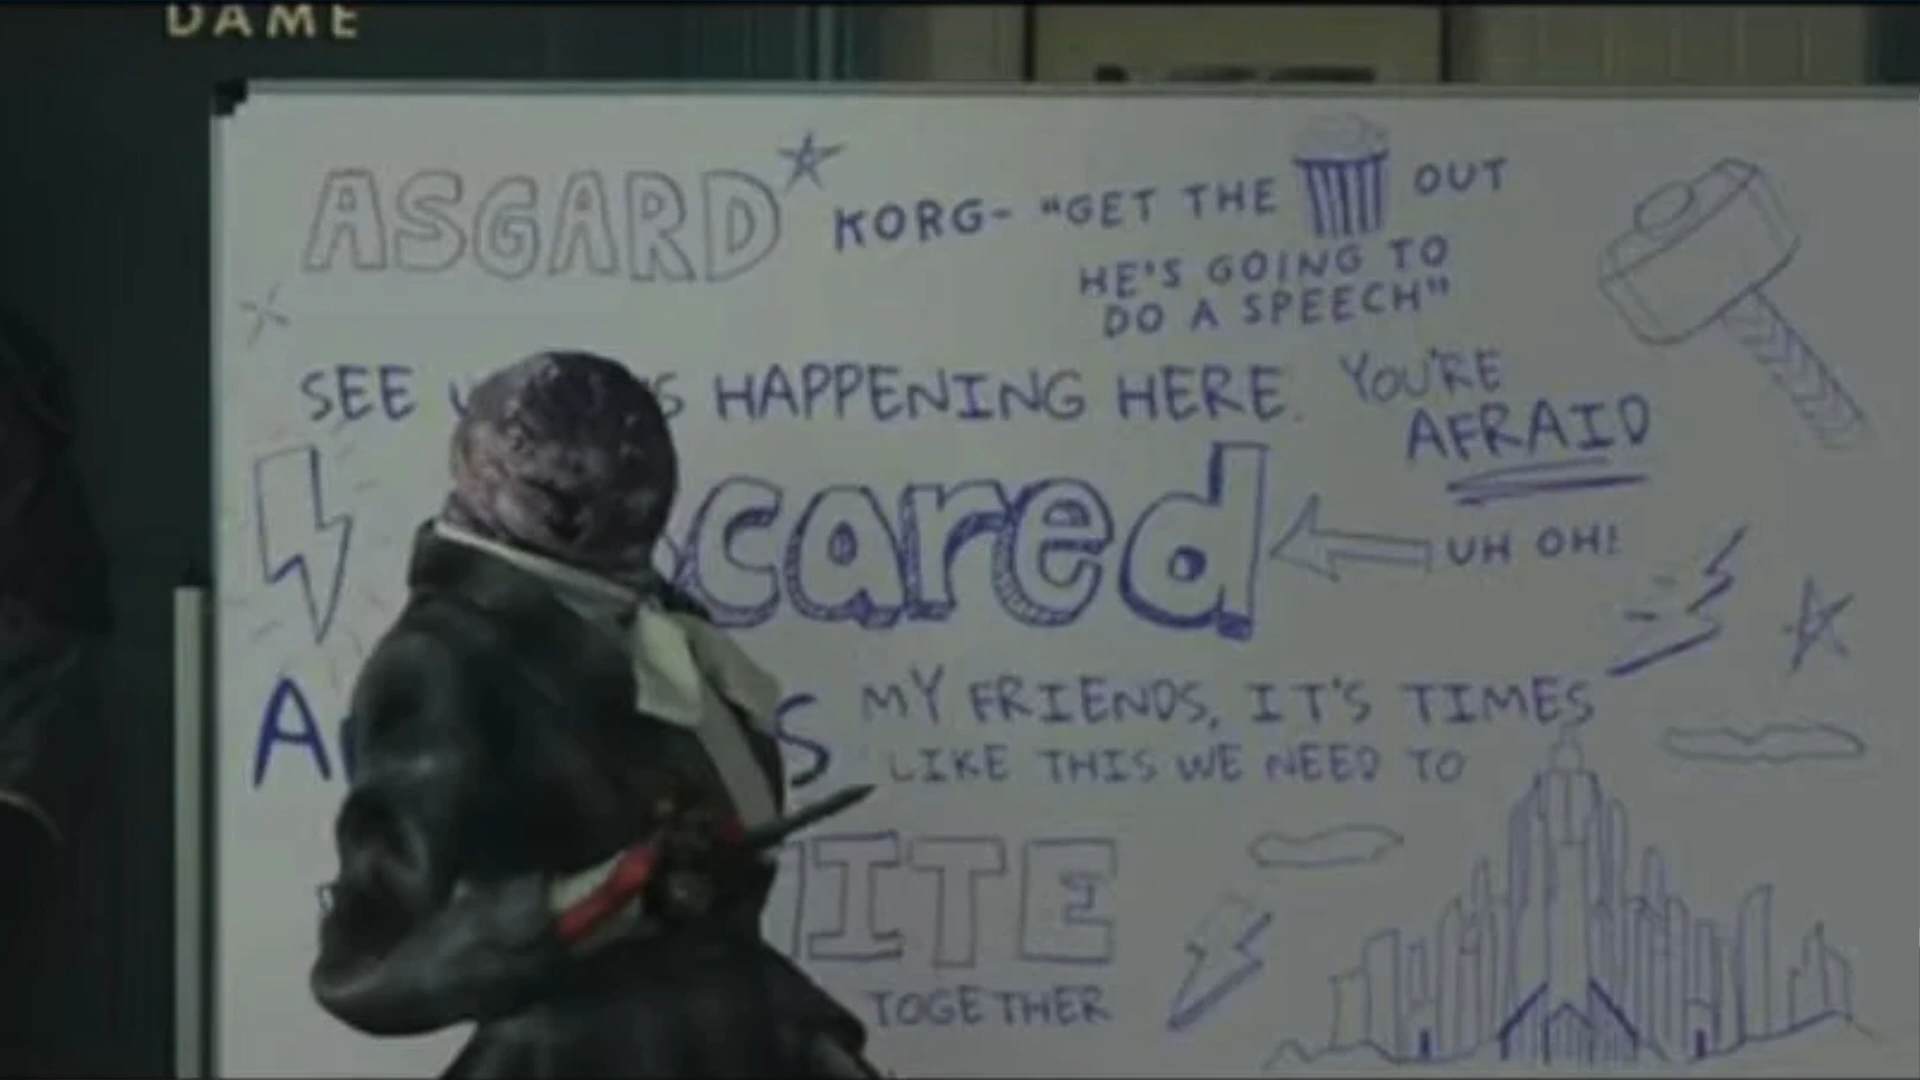 DAME
ASGARD
KORG- "GET THE OUT
HE'S GOING TO
DO A SPEECH"
SEE HAPPENING HERE. YOU'RE
AFRAID
cared
UH OH!
MY FRIENDS, IT'S TIMES
LIKE THIS WE NEED TO
ITE
TOGETHER